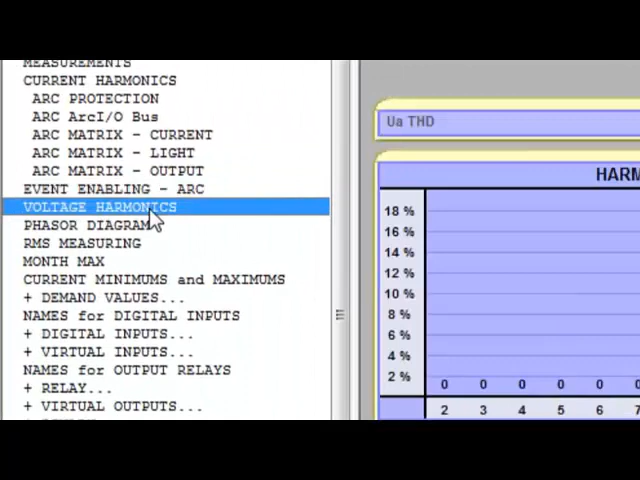 MEASUREMENTS
CURRENT HARMONICS
ARC PROTECTION
ARC ArcI/O Bus
ARC MATRIX - CURRENT
ARC MATRIX - LIGHT
ARC MATRIX - OUTPUT
EVENT ENABLING - ARC
VOLTAGE HARMONICS
PHASOR DIAGRAM
RMS MEASURING
MONTH MAX
CURRENT MINIMUMS and MAXIMUMS
+ DEMAND VALUES...
NAMES for DIGITAL INPUTS
+ DIGITAL INPUTS...
+ VIRTUAL INPUTS...
NAMES for OUTPUT RELAYS
+ RELAY...
+ VIRTUAL OUTPUTS...
Ua THD
HARM
18 %
16 %
14 %
12 %
10 %
8 %
6 %
4 %
2 %
0 0 0 0 0 0
2 3 4 5 6 7